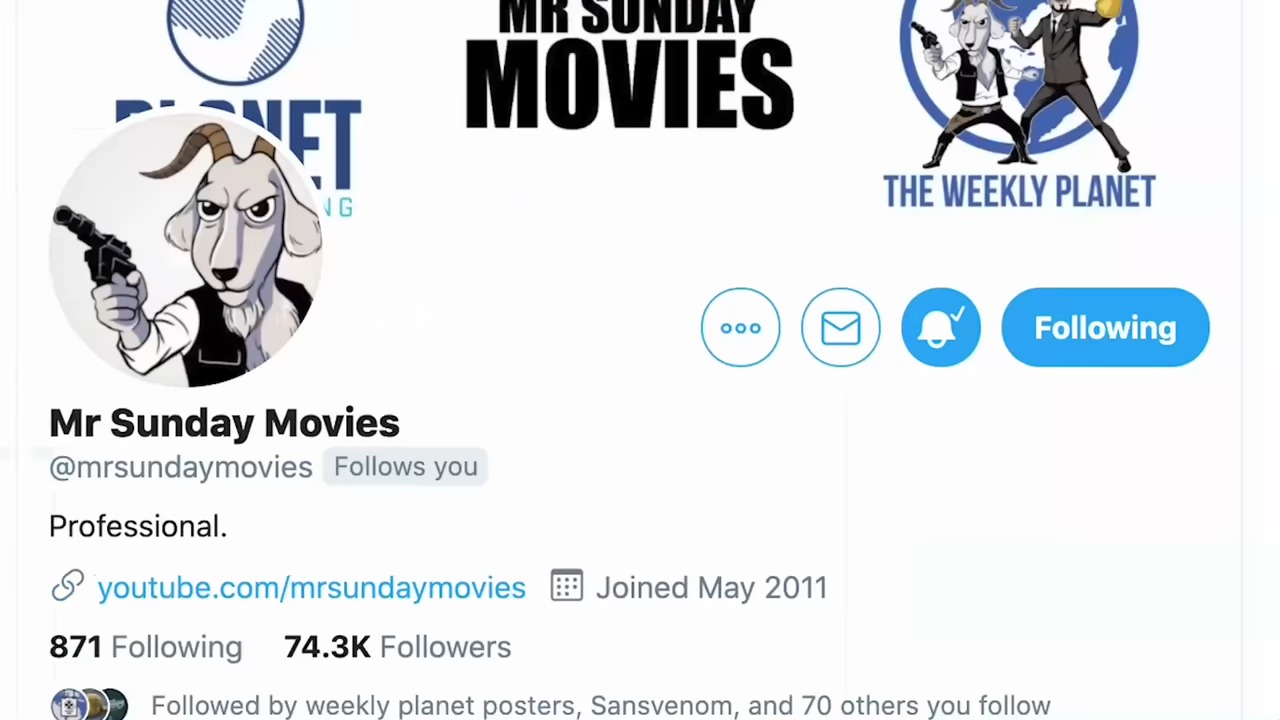 MR SUNDAY
MOVIES
THE WEEKLY PLANET
Following
Mr Sunday Movies
@mrsundaymovies Follows you
Professional.
youtube.com/mrsundaymovies Joined May 2011
871 Following 74.3K Followers
Followed by weekly planet posters, Sansvenom, and 70 others you follow